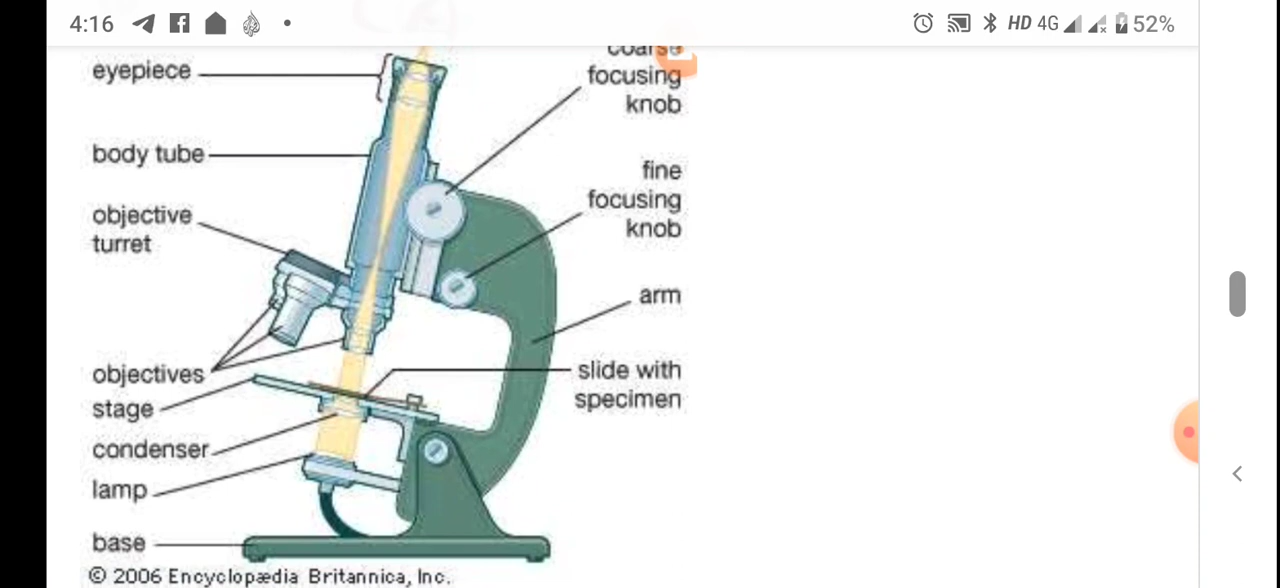 4:16
HD 4G 52%
eyepiece
body tube
objective
turret
objectives
stage
condenser
lamp
base
coarse
focusing
knob
fine
focusing
knob
arm
slide with
specimen
© 2006 Encyclopædia Britannica, Inc.